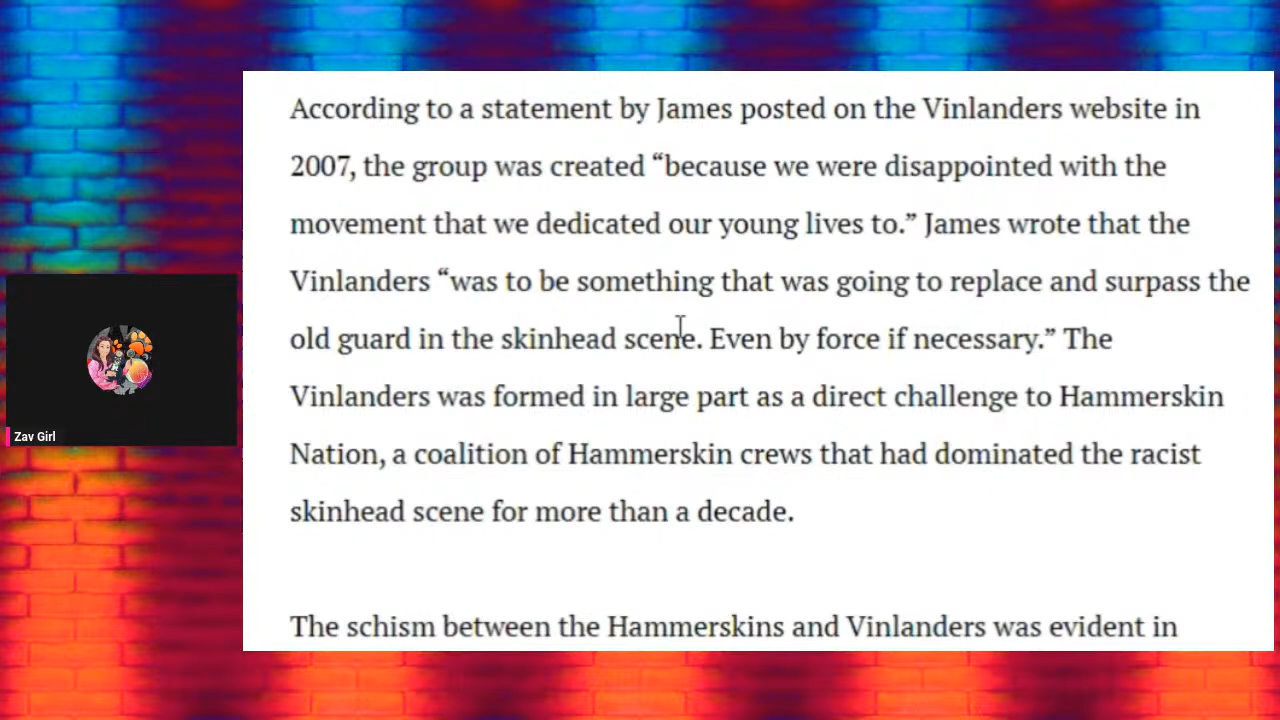 According to a statement by James posted on the Vinlanders website in
2007, the group was created “because we were disappointed with the
movement that we dedicated our young lives to.” James wrote that the
Vinlanders “was to be something that was going to replace and surpass the
old guard in the skinhead scene. Even by force if necessary.” The
Vinlanders was formed in large part as a direct challenge to Hammerskin
Nation, a coalition of Hammerskin crews that had dominated the racist
skinhead scene for more than a decade.
The schism between the Hammerskins and Vinlanders was evident in
Zav Girl